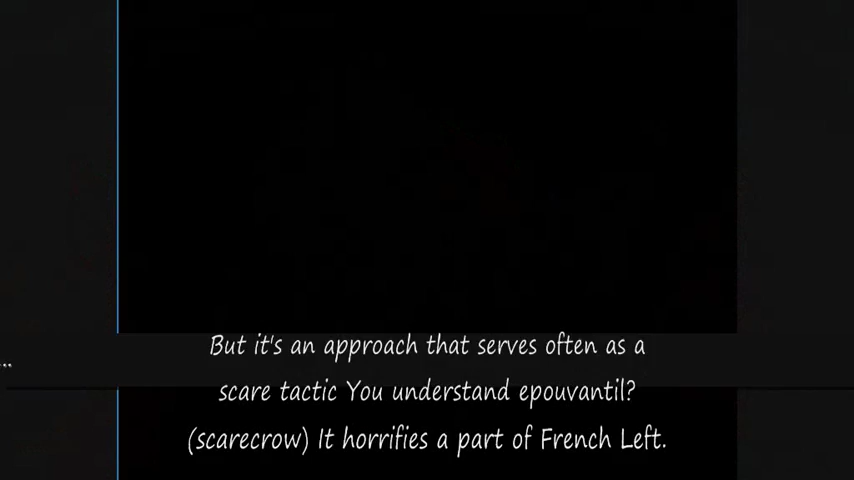 But it's an approach that serves often as a
...
scare tactic You understand epouvantil?
(scarecrow) It horrifies a part of French Left.